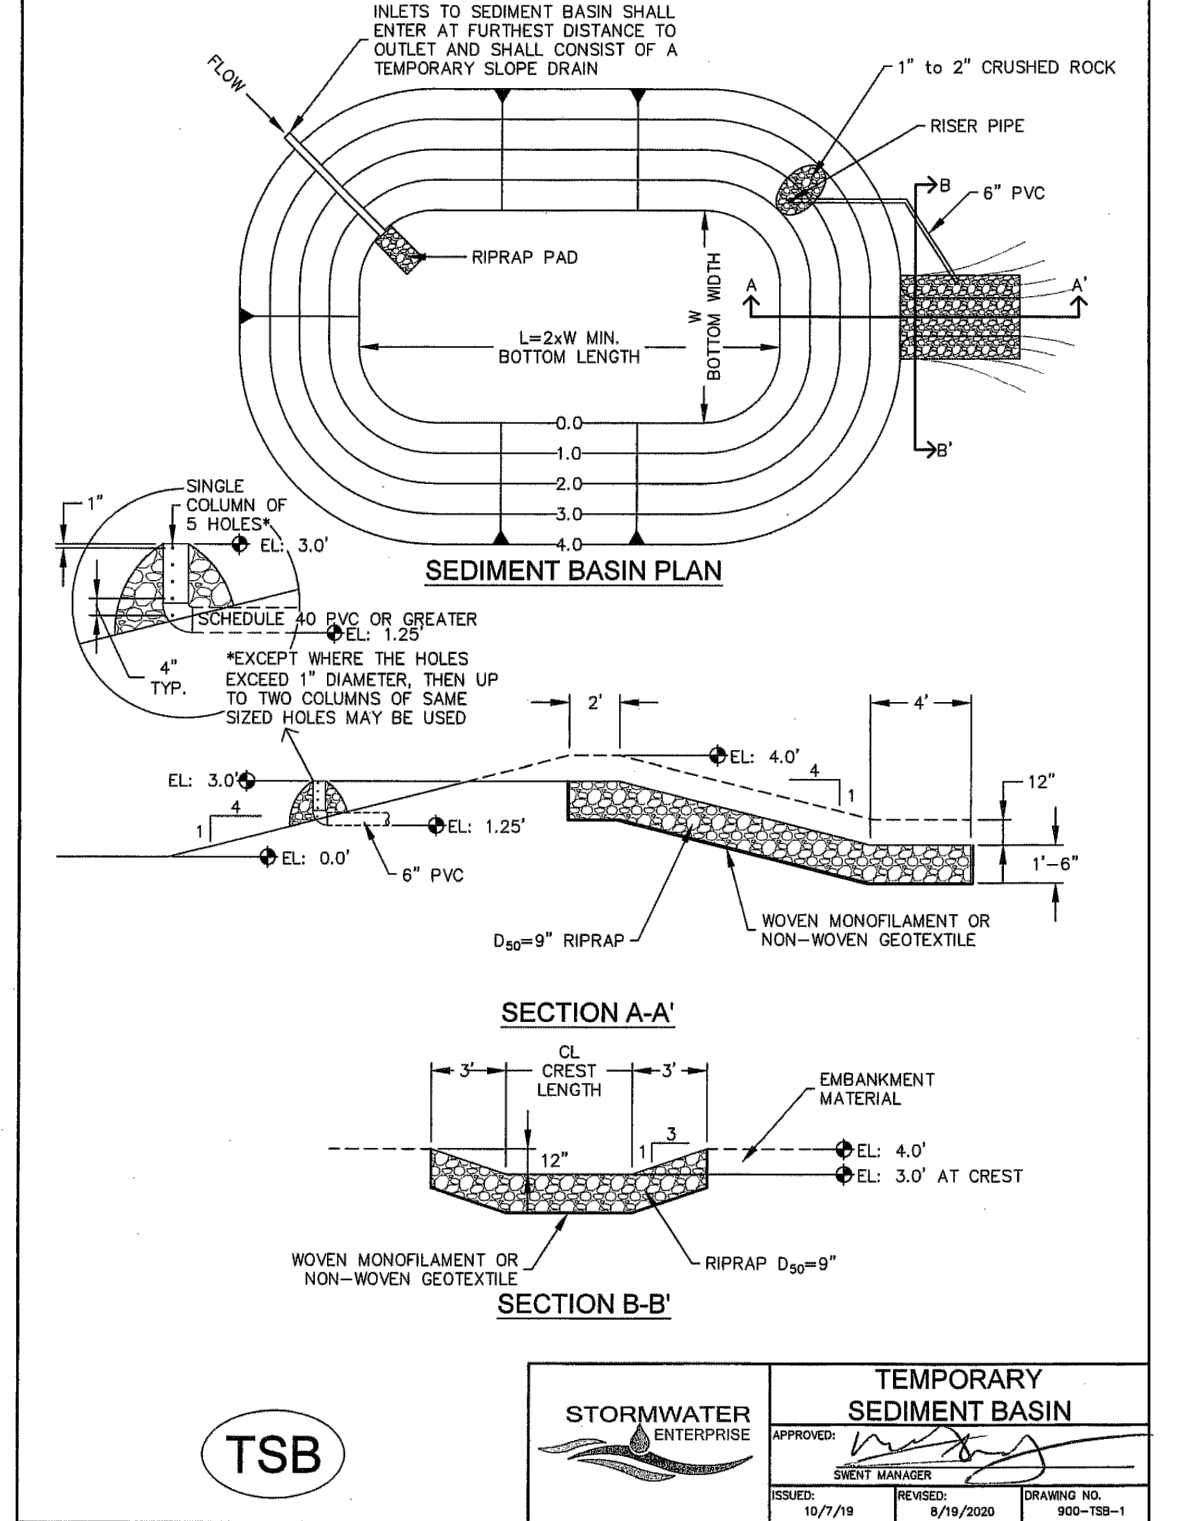 INLETS TO SEDIMENT BASIN SHALL
ENTER AT FURTHEST DISTANCE TO
OUTLET AND SHALL CONSIST OF A
TEMPORARY SLOPE DRAIN
FLOW
1" to 2" CRUSHED ROCK
RISER PIPE
B
6" PVC
RIPRAP PAD
W
BOTTOM WIDTH
A
A'
L=2xW MIN.
BOTTOM LENGTH
B'
0.0
1.0
2.0
3.0
4.0
SEDIMENT BASIN PLAN
1"
SINGLE
COLUMN OF
5 HOLES*
EL: 3.0'
SCHEDULE 40 PVC OR GREATER
EL: 1.25'
4"
TYP.
*EXCEPT WHERE THE HOLES
EXCEED 1" DIAMETER, THEN UP
TO TWO COLUMNS OF SAME
SIZED HOLES MAY BE USED
2'
4'
EL: 4.0'
EL: 3.0'
4
1
12"
4
1
EL: 1.25'
EL: 0.0'
6" PVC
1'-6"
D50=9" RIPRAP
WOVEN MONOFILAMENT OR
NON-WOVEN GEOTEXTILE
SECTION A-A'
CL
3' CREST 3'
LENGTH
EMBANKMENT
MATERIAL
12"
3
1
EL: 4.0'
EL: 3.0' AT CREST
WOVEN MONOFILAMENT OR
NON-WOVEN GEOTEXTILE
RIPRAP D50=9"
SECTION B-B'
TSB
STORMWATER
ENTERPRISE
TEMPORARY
SEDIMENT BASIN
APPROVED:
SWENT MANAGER
ISSUED:
10/7/19
REVISED:
8/19/2020
DRAWING NO.
900-TSB-1